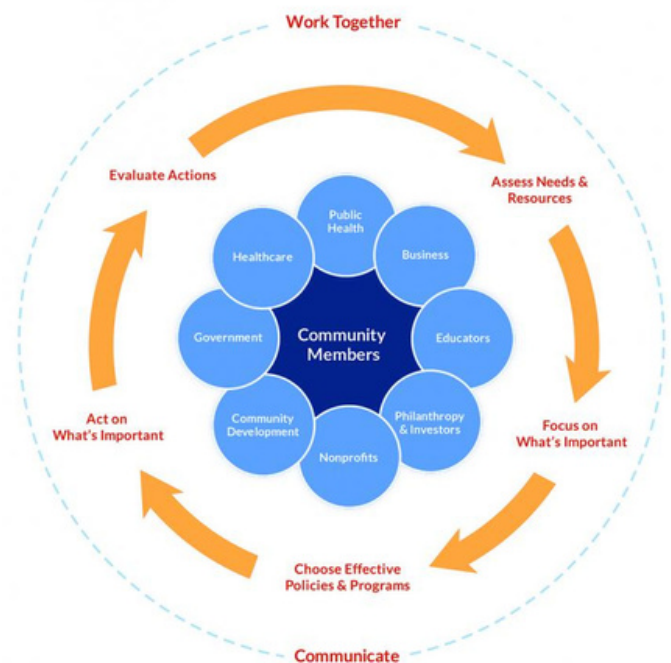 Work Together
Evaluate Actions
Assess Needs &
Resources
Public
Health
Healthcare
Business
Government
Community
Members
Educators
Act on
What's Important
Community
Development
Philanthropy
& Investors
Focus on
What's Important
Nonprofits
Choose Effective
Policies & Programs
Communicate